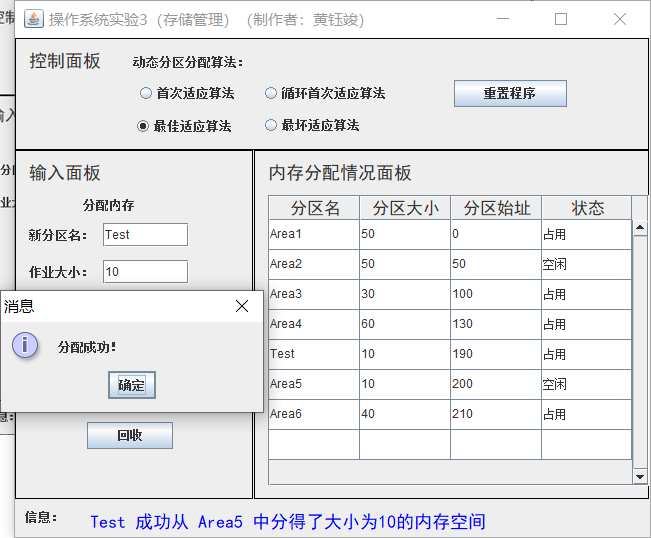 操作系统实验3（存储管理）（制作者：黄钰竣）
控制面板
动态分区分配算法：
首次适应算法 循环首次适应算法 重置程序
最佳适应算法 最坏适应算法
输入面板
分配内存
新分区名： Test
作业大小： 10
消息
分配成功！
确定
回收
内存分配情况面板
分区名 分区大小 分区始址 状态
Area1 50 0 占用
Area2 50 50 空闲
Area3 30 100 占用
Area4 60 130 占用
Test 10 190 占用
Area5 10 200 空闲
Area6 40 210 占用
信息： Test 成功从 Area5 中分得了大小为10的内存空间